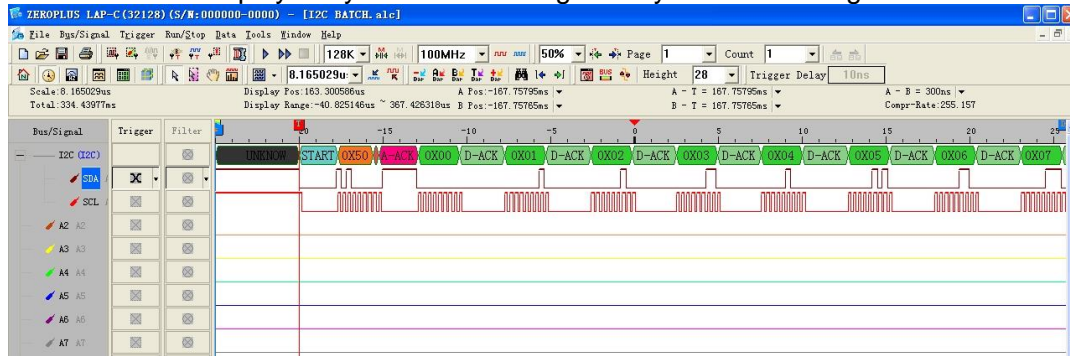 ZEROPLUS LAP-C(32128)(S/N:000000-0000) - [I2C BATCH.alc]
File Bus/Signal Trigger Run/Stop Data Tools Window Help
128K 100MHz 50% Page 1 Count 1
8.165029u: Height 28 Trigger Delay 10ns
Scale:8.165029us Display Pos:163.300586us A Pos:-167.75795ms A - T = 167.75795ms A - B = 300ns
Total:334.43977ms Display Range:-40.825146us ~ 367.426318us B Pos:-167.75765ms B - T = 167.75765ms Compr-Rate:255.157
Bus/Signal Trigger Filter -20 -15 -10 -5 0 5 10 15 20 25
I2C (I2C) UNKNOW START 0X50 A-ACK 0X00 D-ACK 0X01 D-ACK 0X02 D-ACK 0X03 D-ACK 0X04 D-ACK 0X05 D-ACK 0X06 D-ACK 0X07
SDA
SCL
A2 A2
A3 A3
A4 A4
A5 A5
A6 A6
A7 A7